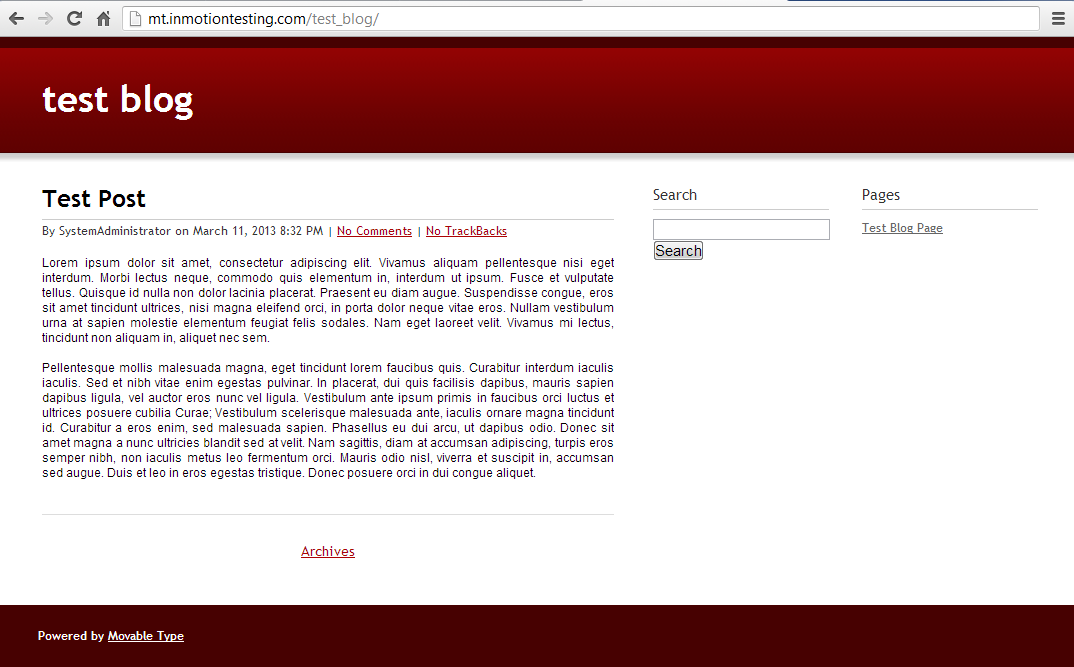 mt.inmotiontesting.com/test_blog/
test blog
Test Post
By SystemAdministrator on March 11, 2013 8:32 PM | No Comments | No TrackBacks
Lorem ipsum dolor sit amet, consectetur adipiscing elit. Vivamus aliquam pellentesque nisi eget
interdum. Morbi lectus neque, commodo quis elementum in, interdum ut ipsum. Fusce et vulputate
tellus. Quisque id nulla non dolor lacinia placerat. Praesent eu diam augue. Suspendisse congue, eros
sit amet tincidunt ultrices, nisi magna eleifend orci, in porta dolor neque vitae eros. Nullam vestibulum
urna at sapien molestie elementum feugiat felis sodales. Nam eget laoreet velit. Vivamus mi lectus,
tincidunt non aliquam in, aliquet nec sem.
Pellentesque mollis malesuada magna, eget tincidunt lorem faucibus quis. Curabitur interdum iaculis
iaculis. Sed et nibh vitae enim egestas pulvinar. In placerat, dui quis facilisis dapibus, mauris sapien
dapibus ligula, vel auctor eros nunc vel ligula. Vestibulum ante ipsum primis in faucibus orci luctus et
ultrices posuere cubilia Curae; Vestibulum scelerisque malesuada ante, iaculis ornare magna tincidunt
id. Curabitur a eros enim, sed malesuada sapien. Phasellus eu dui arcu, ut dapibus odio. Donec sit
amet magna a nunc ultricies blandit sed at velit. Nam sagittis, diam at accumsan adipiscing, turpis eros
semper nibh, non iaculis metus leo fermentum orci. Mauris odio nisl, viverra et suscipit in, accumsan
sed augue. Duis et leo in eros egestas tristique. Donec posuere orci in dui congue aliquet.
Archives
Search
Search
Pages
Test Blog Page
Powered by Movable Type